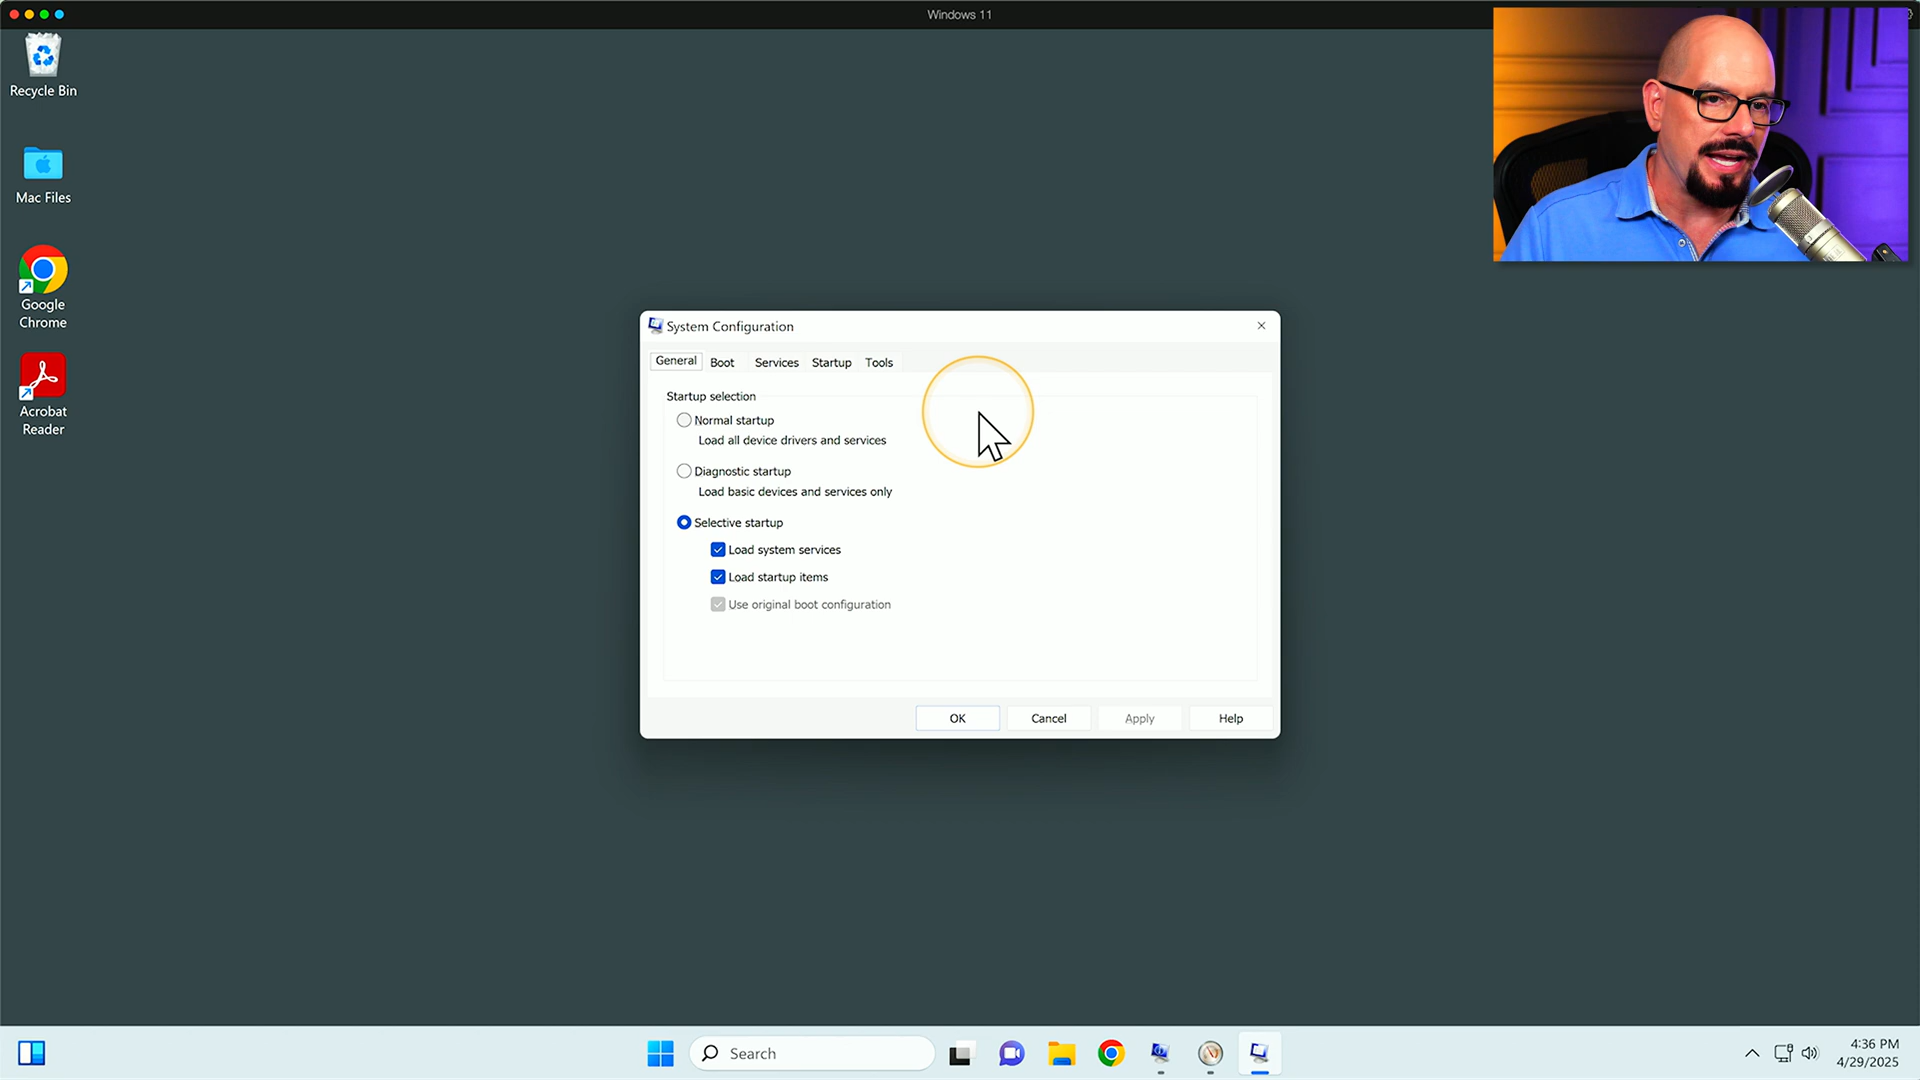 Windows 11
Recycle Bin
Mac Files
Google
Chrome
Acrobat
Reader
System Configuration
General
Boot
Services
Startup
Tools
Startup selection
Normal startup
Load all device drivers and services
Diagnostic startup
Load basic devices and services only
Selective startup
Load system services
Load startup items
Use original boot configuration
OK
Cancel
Apply
Help
Search
4:36 PM
4/29/2025